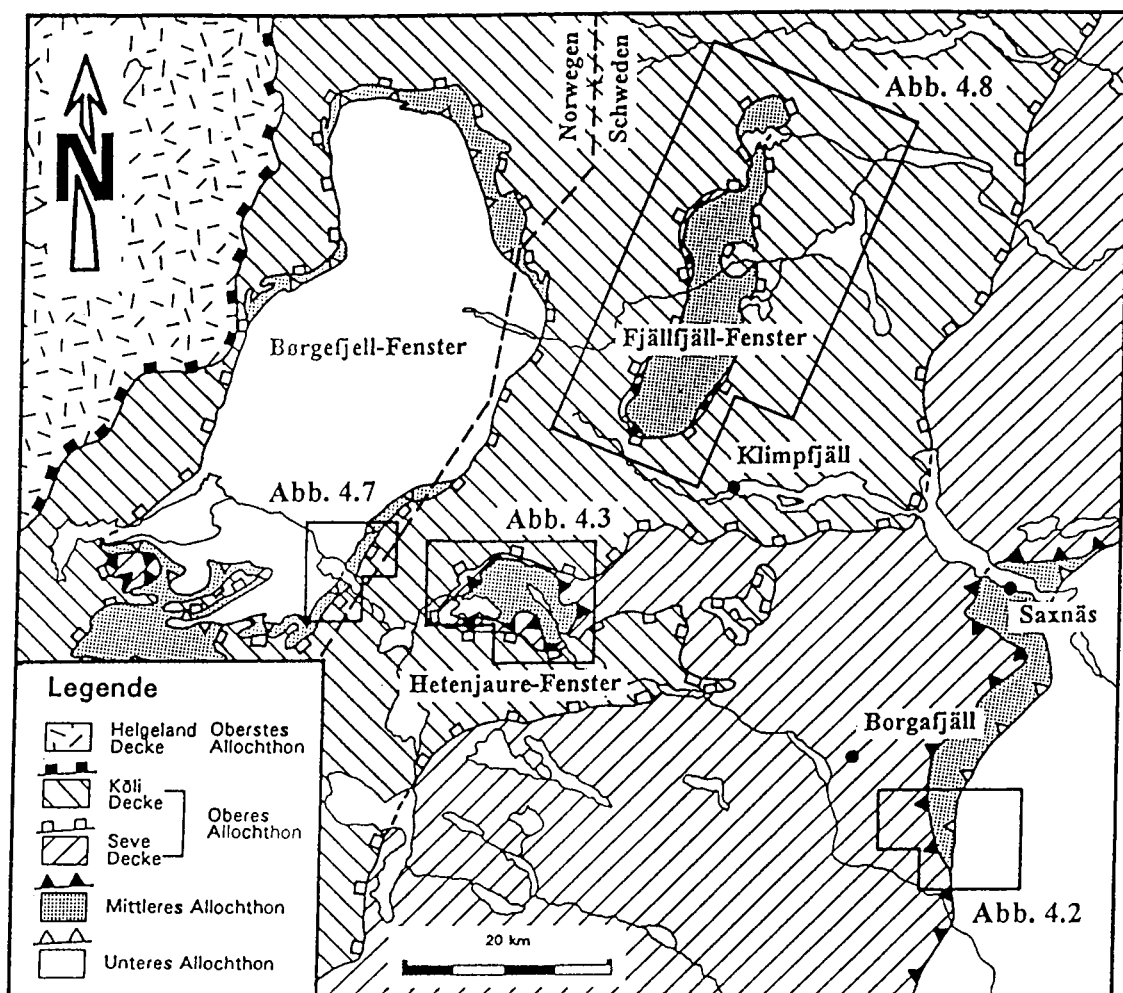 Norwegen
Schweden
Abb. 4.8
N
Børgefjell-Fenster
Fjällfjäll-Fenster
Klimpfjäll
Abb. 4.7
Abb. 4.3
Saxnäs
Hetenjaure-Fenster
Borgafjäll
Abb. 4.2
20 km
Legende
Helgeland Decke
Oberstes Allochthon
Köli Decke
Oberes Allochthon
Seve Decke
Mittleres Allochthon
Unteres Allochthon